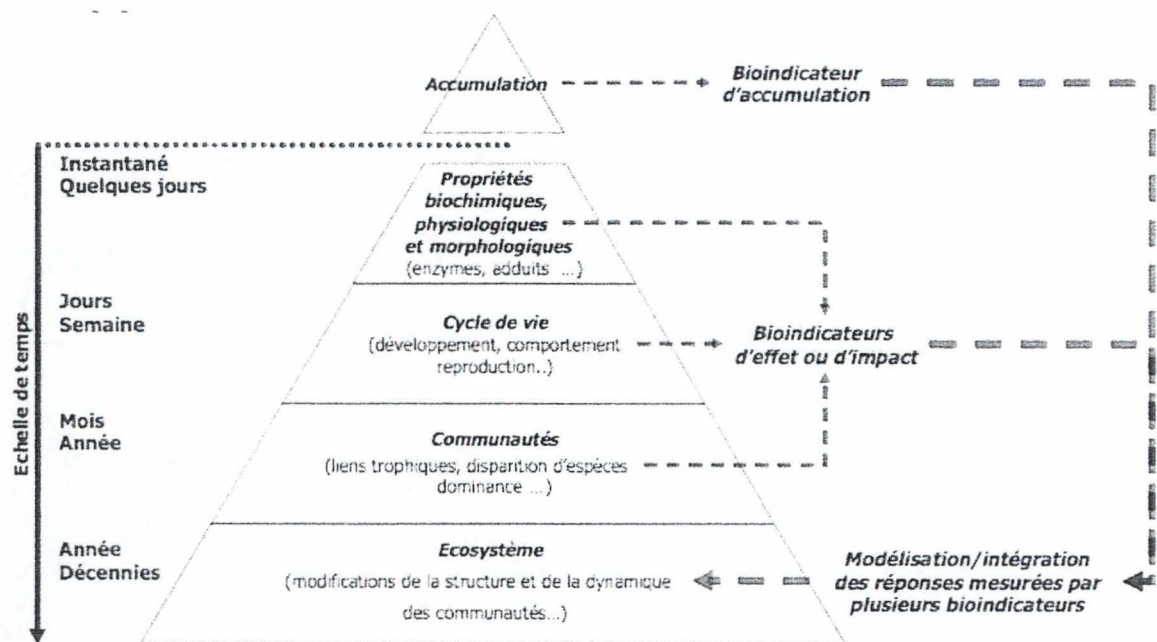 Accumulation
Bioindicateur
d'accumulation
Instantané
Quelques jours
Propriétés
biochimiques,
physiologiques
et morphologiques
(enzymes, adduits ...)
Jours
Semaine
Cycle de vie
(développement, comportement
reproduction..)
Bioindicateurs
d'effet ou d'impact
Echelle de temps
Mois
Année
Communautés
(liens trophiques, disparition d'espèces
dominance ...)
Année
Décennies
Ecosystème
(modifications de la structure et de la dynamique
des communautés...)
Modélisation/intégration
des réponses mesurées par
plusieurs bioindicateurs